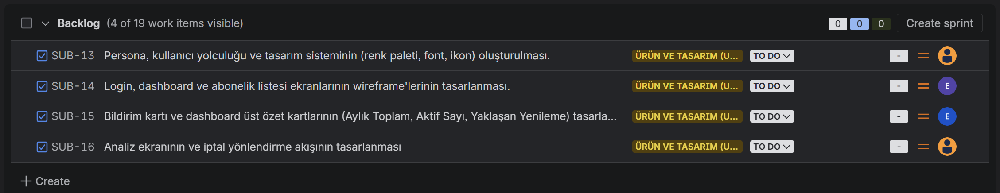 Backlog (4 of 19 work items visible) 0 0 0 Create sprint
SUB-13 Persona, kullanıcı yolculuğu ve tasarım sisteminin (renk paleti, font, ikon) oluşturulması. ÜRÜN VE TASARIM (U... TO DO -
SUB-14 Login, dashboard ve abonelik listesi ekranlarının wireframe'lerinin tasarlanması. ÜRÜN VE TASARIM (U... TO DO - E
SUB-15 Bildirim kartı ve dashboard üst özet kartlarının (Aylık Toplam, Aktif Sayı, Yaklaşan Yenileme) tasarla... ÜRÜN VE TASARIM (U... TO DO - E
SUB-16 Analiz ekranının ve iptal yönlendirme akışının tasarlanması ÜRÜN VE TASARIM (U... TO DO -
Create